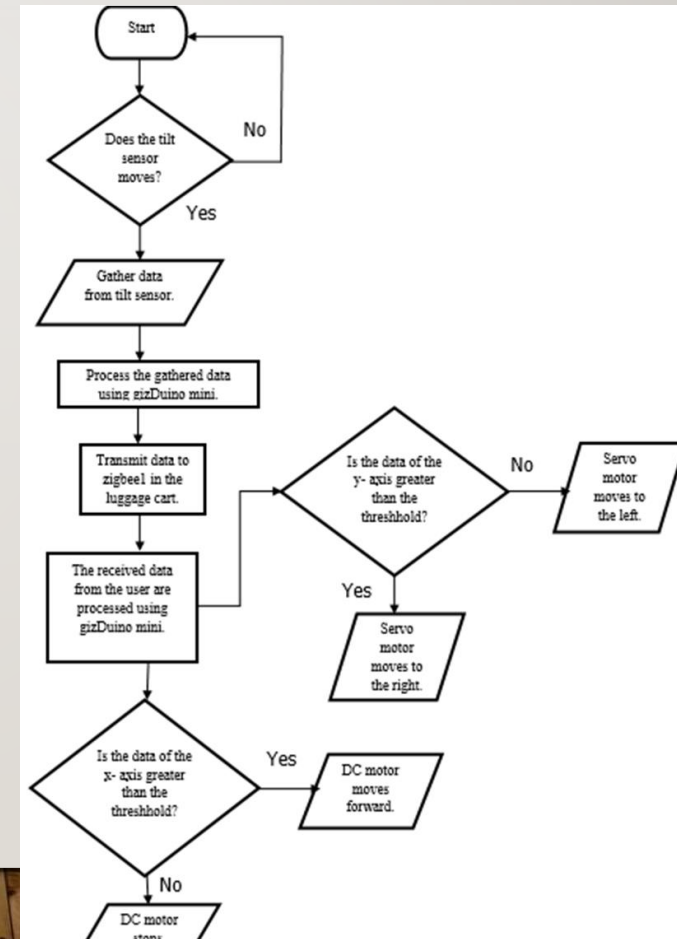 Start
Does the tilt
sensor
moves?
No
Yes
Gather data
from tilt sensor.
Process the gathered data
using gizDuino mini.
Transmit data to
zigbee1 in the
luggage cart.
The received data
from the user are
processed using
gizDuino mini.
Is the data of the
y- axis greater
than the
threshhold?
No
Servo
motor
moves to
the left.
Yes
Servo
motor
moves to
the right.
Is the data of the
x- axis greater
than the
threshhold?
Yes
DC motor
moves
forward.
No
DC motor
stops